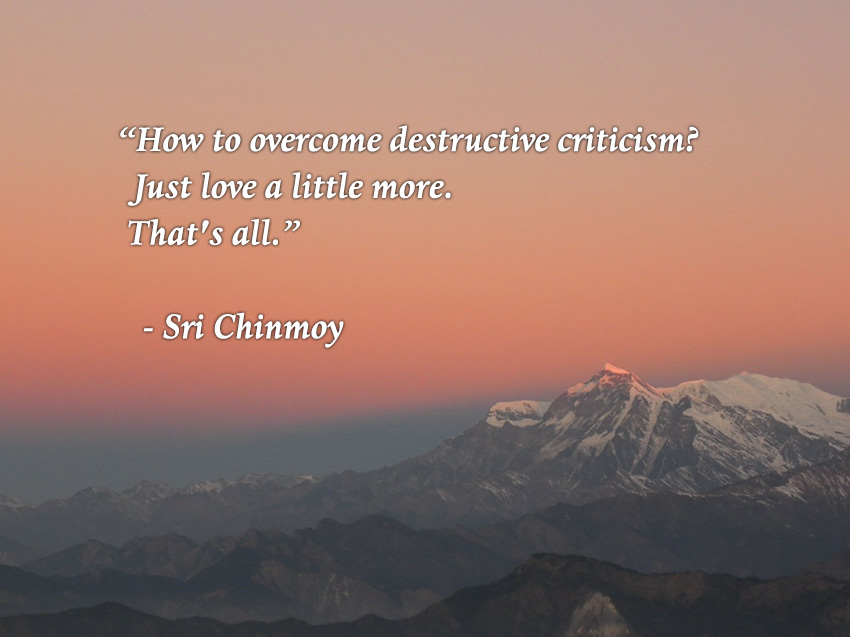 “How to overcome destructive criticism?
Just love a little more.
That's all.”
- Sri Chinmoy